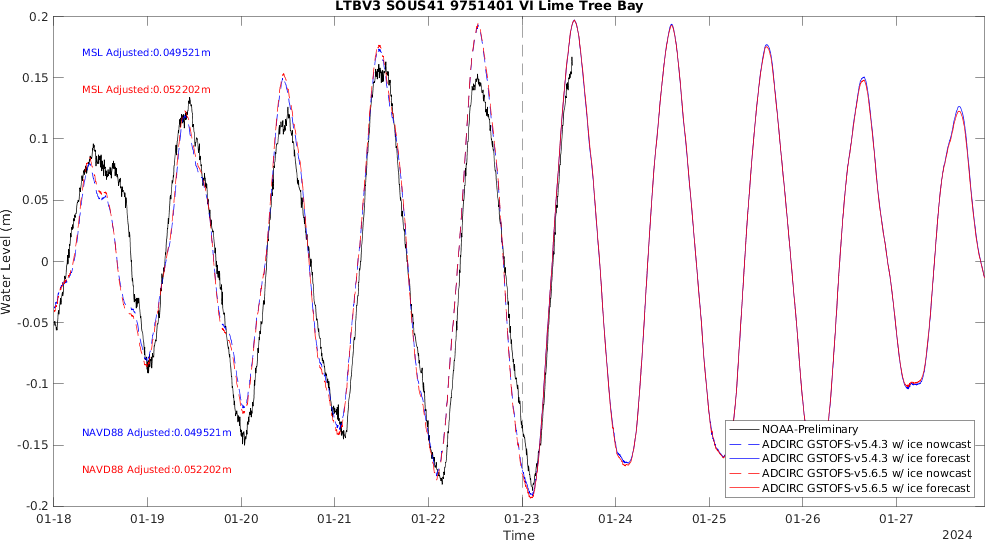 LTBV3 SOUS41 9751401 VI Lime Tree Bay
Water Level (m)
0.2
0.15
0.1
0.05
0
-0.05
-0.1
-0.15
-0.2
MSL Adjusted:0.049521m
MSL Adjusted:0.052202m
NAVD88 Adjusted:0.049521m
NAVD88 Adjusted:0.052202m
NOAA-Preliminary
ADCIRC GSTOFS-v5.4.3 w/ ice nowcast
ADCIRC GSTOFS-v5.4.3 w/ ice forecast
ADCIRC GSTOFS-v5.6.5 w/ ice nowcast
ADCIRC GSTOFS-v5.6.5 w/ ice forecast
01-18 01-19 01-20 01-21 01-22 01-23 01-24 01-25 01-26 01-27
Time
2024